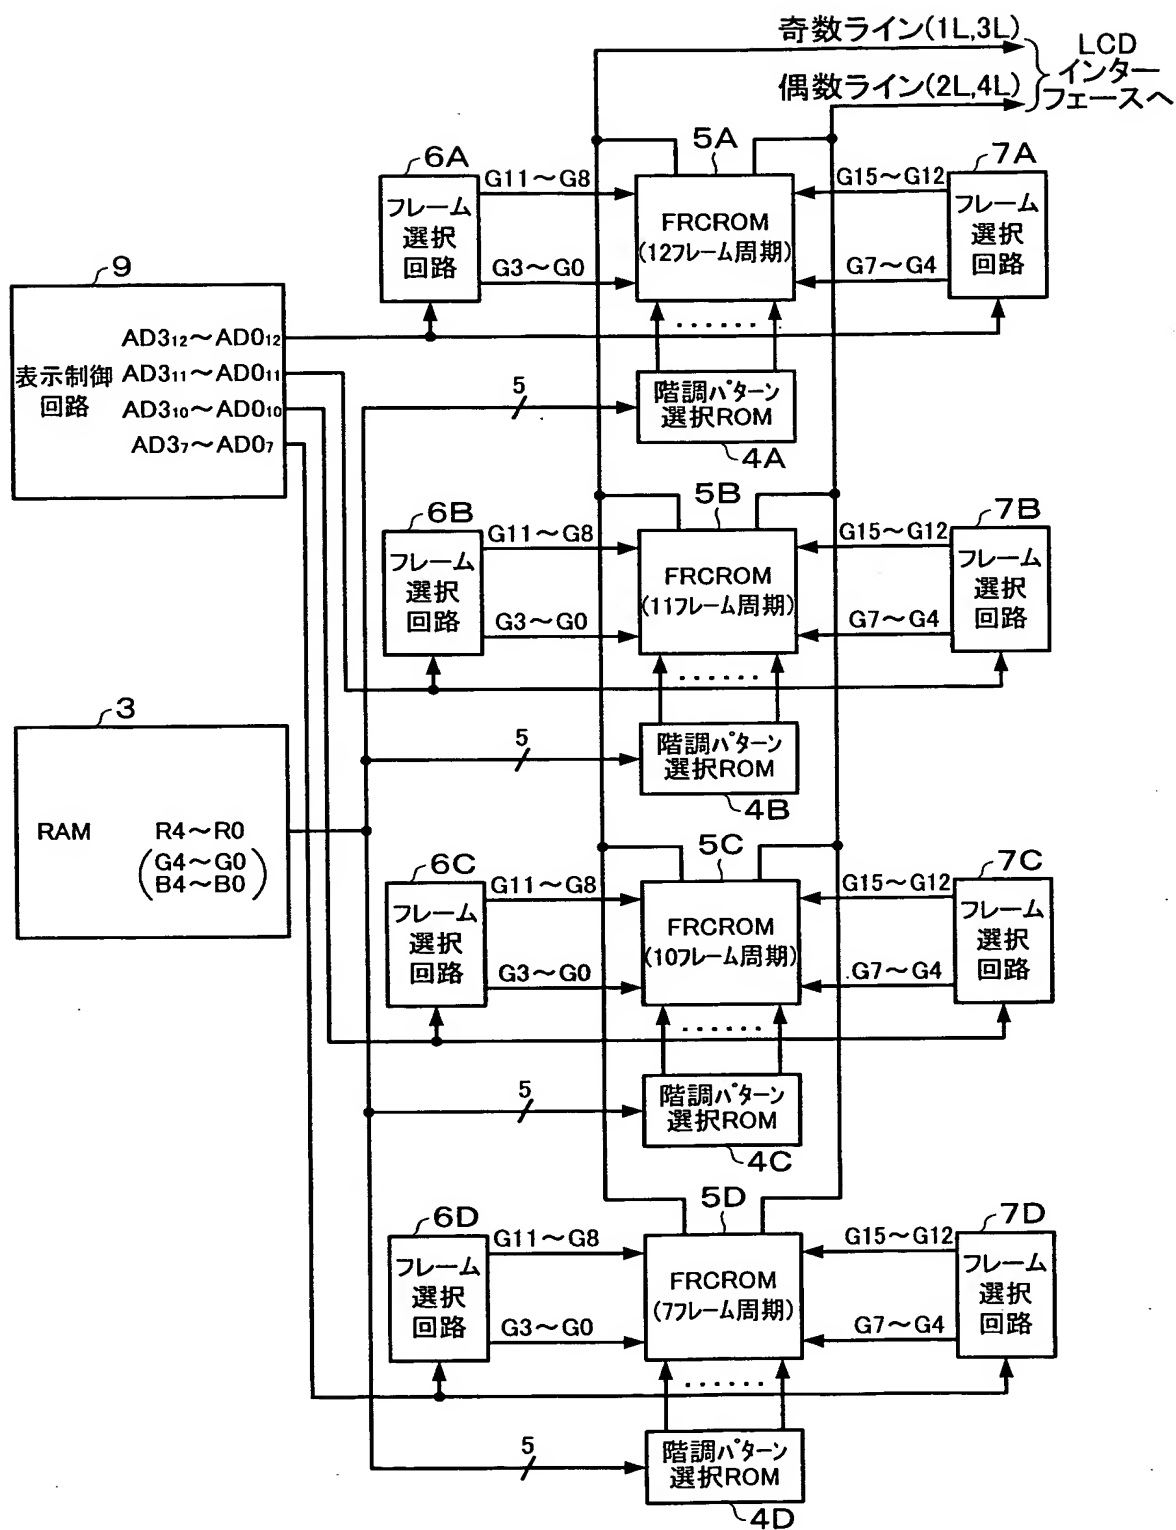 奇数ライン(1L,3L)
偶数ライン(2L,4L)
LCD
インター
フェースへ
6A
フレーム
選択
回路
G11〜G8
G3〜G0
5A
FRCROM
(12フレーム周期)
G15〜G12
G7〜G4
7A
フレーム
選択
回路
9
表示制御
回路
AD3₁₂〜AD0₁₂
AD3₁₁〜AD0₁₁
AD3₁₀〜AD0₁₀
AD3₇〜AD0₇
......
5
階調パターン
選択ROM
4A
6B
フレーム
選択
回路
G11〜G8
G3〜G0
5B
FRCROM
(11フレーム周期)
G15〜G12
G7〜G4
7B
フレーム
選択
回路
......
5
階調パターン
選択ROM
4B
3
RAM
R4〜R0
(G4〜G0
B4〜B0)
6C
フレーム
選択
回路
G11〜G8
G3〜G0
5C
FRCROM
(10フレーム周期)
G15〜G12
G7〜G4
7C
フレーム
選択
回路
......
5
階調パターン
選択ROM
4C
6D
フレーム
選択
回路
G11〜G8
G3〜G0
5D
FRCROM
(7フレーム周期)
G15〜G12
G7〜G4
7D
フレーム
選択
回路
......
5
階調パターン
選択ROM
4D